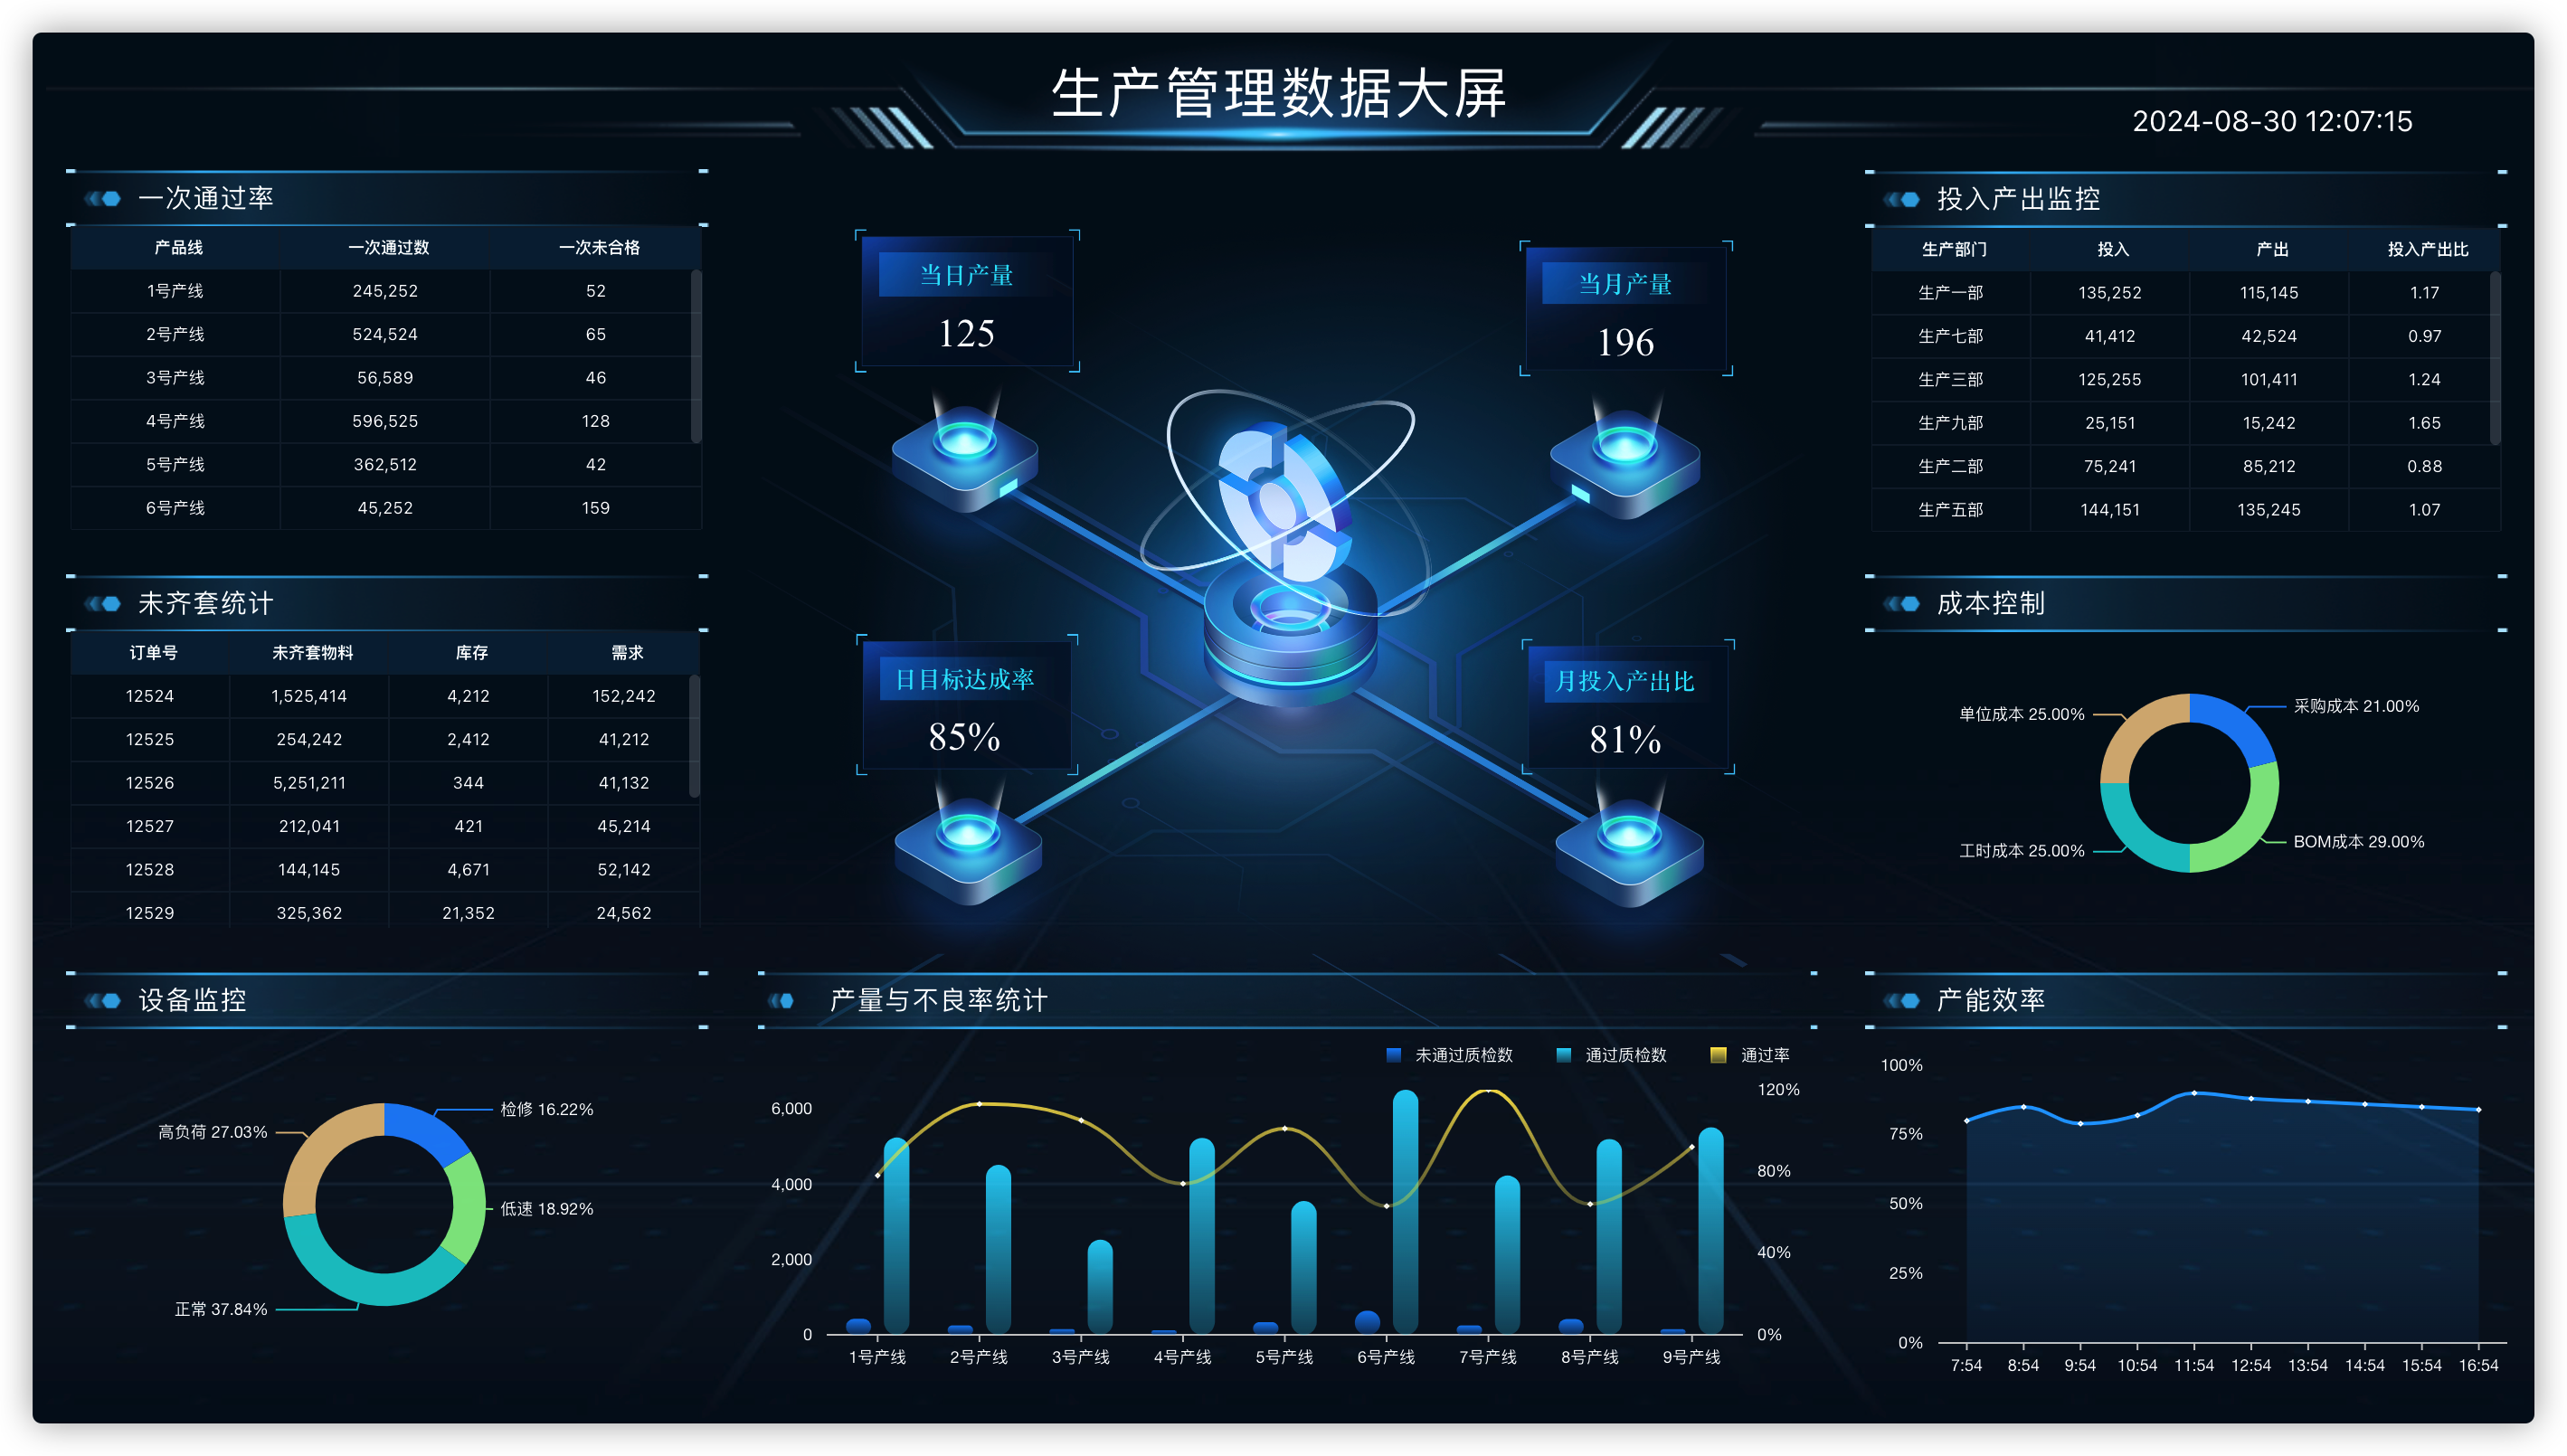 生产管理数据大屏
2024-08-30 12:07:15
一次通过率
产品线 一次通过数 一次未合格
1号产线 245,252 52
2号产线 524,524 65
3号产线 56,589 46
4号产线 596,525 128
5号产线 362,512 42
6号产线 45,252 159
未齐套统计
订单号 未齐套物料 库存 需求
12524 1,525,414 4,212 152,242
12525 254,242 2,412 41,212
12526 5,251,211 344 41,132
12527 212,041 421 45,214
12528 144,145 4,671 52,142
12529 325,362 21,352 24,562
设备监控
检修 16.22%
高负荷 27.03%
低速 18.92%
正常 37.84%
当日产量
125
当月产量
196
日目标达成率
85%
月投入产出比
81%
产量与不良率统计
未通过质检数 通过质检数 通过率
6,000
4,000
2,000
0
120%
80%
40%
0%
1号产线 2号产线 3号产线 4号产线 5号产线 6号产线 7号产线 8号产线 9号产线
投入产出监控
生产部门 投入 产出 投入产出比
生产一部 135,252 115,145 1.17
生产七部 41,412 42,524 0.97
生产三部 125,255 101,411 1.24
生产九部 25,151 15,242 1.65
生产二部 75,241 85,212 0.88
生产五部 144,151 135,245 1.07
成本控制
采购成本 21.00%
单位成本 25.00%
BOM成本 29.00%
工时成本 25.00%
产能效率
100%
75%
50%
25%
0%
7:54 8:54 9:54 10:54 11:54 12:54 13:54 14:54 15:54 16:54